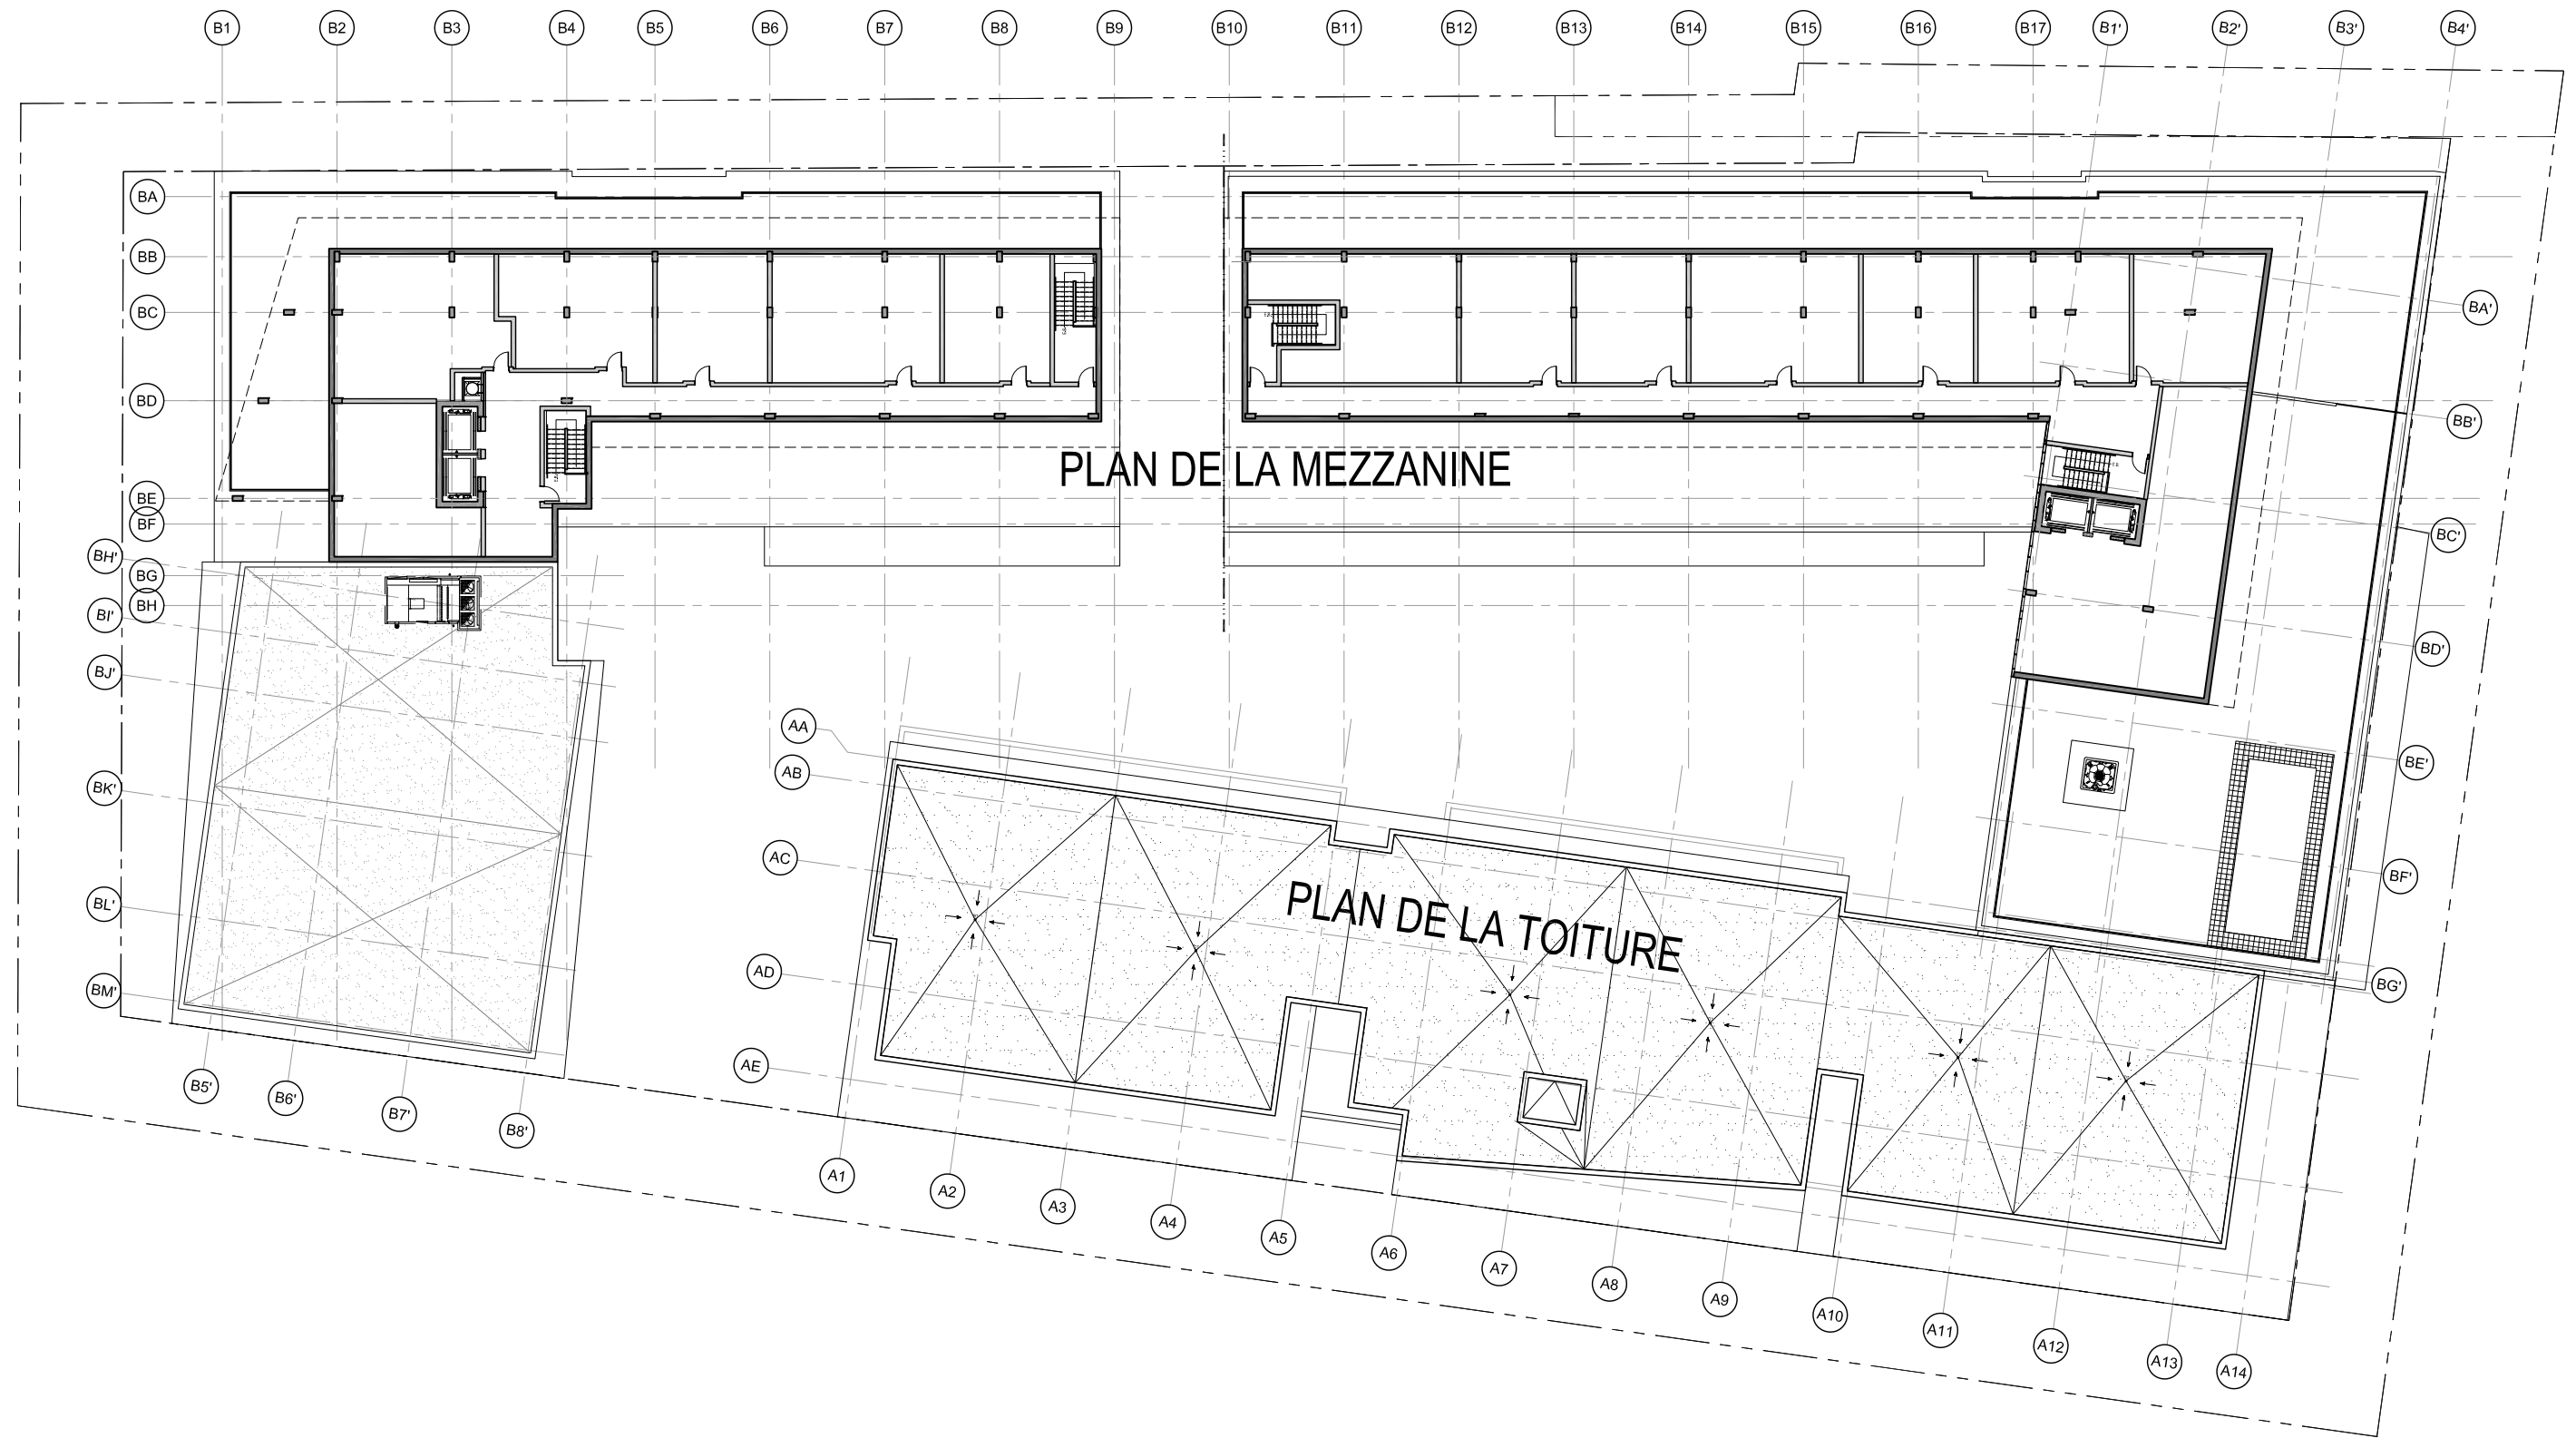 B1 B2 B3 B4 B5 B6 B7 B8 B9 B10 B11 B12 B13 B14 B15 B16 B17 B1' B2' B3' B4'
BA
BB
BC
BA'
BD
BB'
PLAN DE LA MEZZANINE
BE
BF
BC'
BH'
BG
BH
BI'
BD'
BJ'
AA
BE'
AB
BK'
AC
BF'
BL'
PLAN DE LA TOITURE
AD
BG'
BM'
AE
B5' B6' B7' B8'
A1 A2 A3 A4 A5 A6 A7 A8 A9 A10 A11 A12 A13 A14